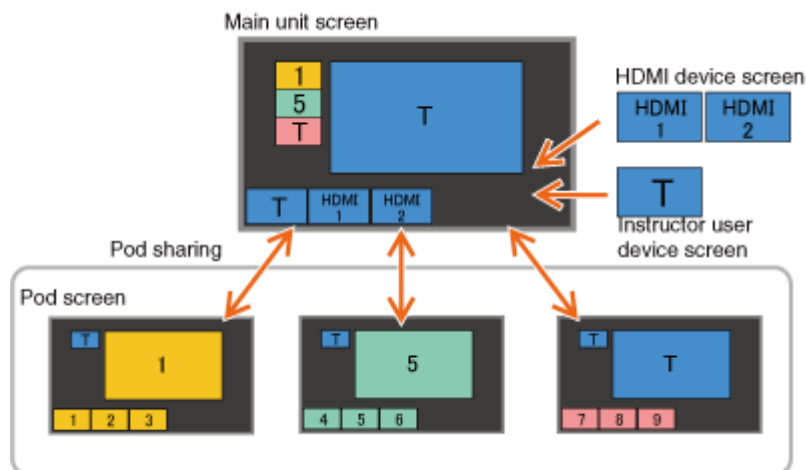 Main unit screen
1
5
T
T
T
HDMI
1
HDMI
2
HDMI device screen
HDMI
1
HDMI
2
T
Instructor user
device screen
Pod sharing
Pod screen
T
1
1
2
3
T
5
4
5
6
T
T
7
8
9